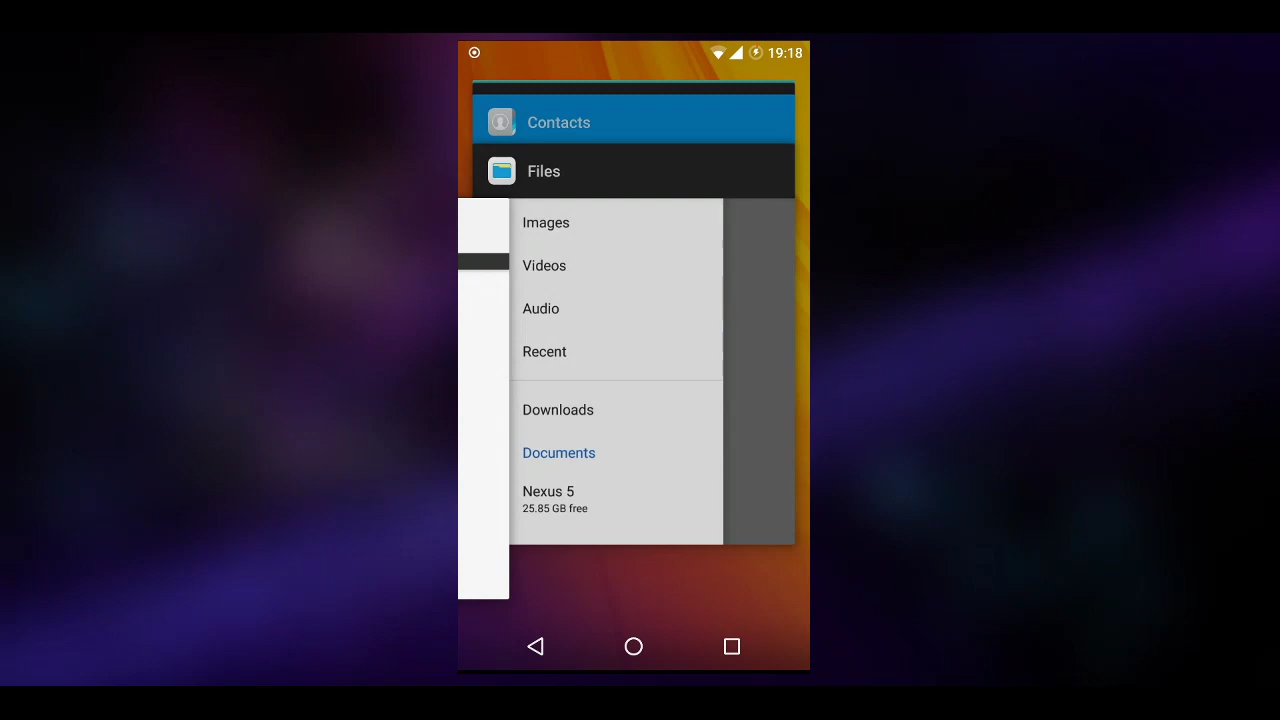 19:18
Contacts
Files
Images
Videos
Audio
Recent
Downloads
Documents
Nexus 5
25.85 GB free